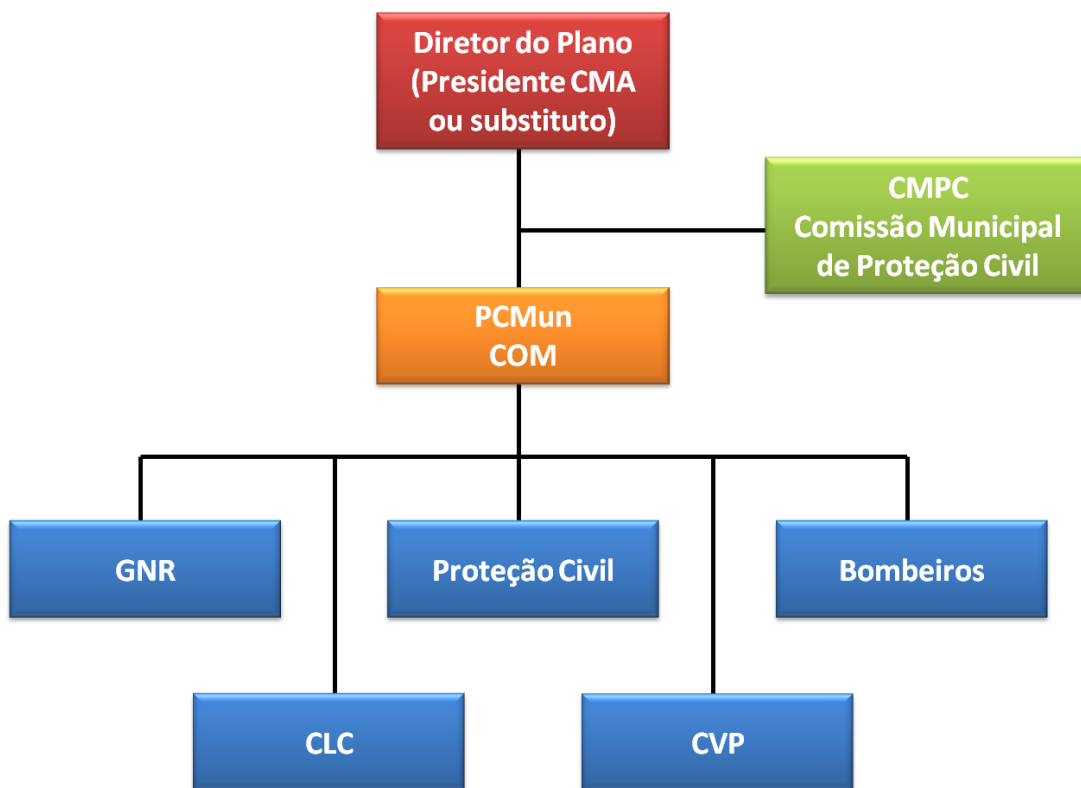 Diretor do Plano
(Presidente CMA
ou substituto)
CMPC
Comissão Municipal
de Proteção Civil
PCMun
COM
GNR
Proteção Civil
Bombeiros
CLC
CVP